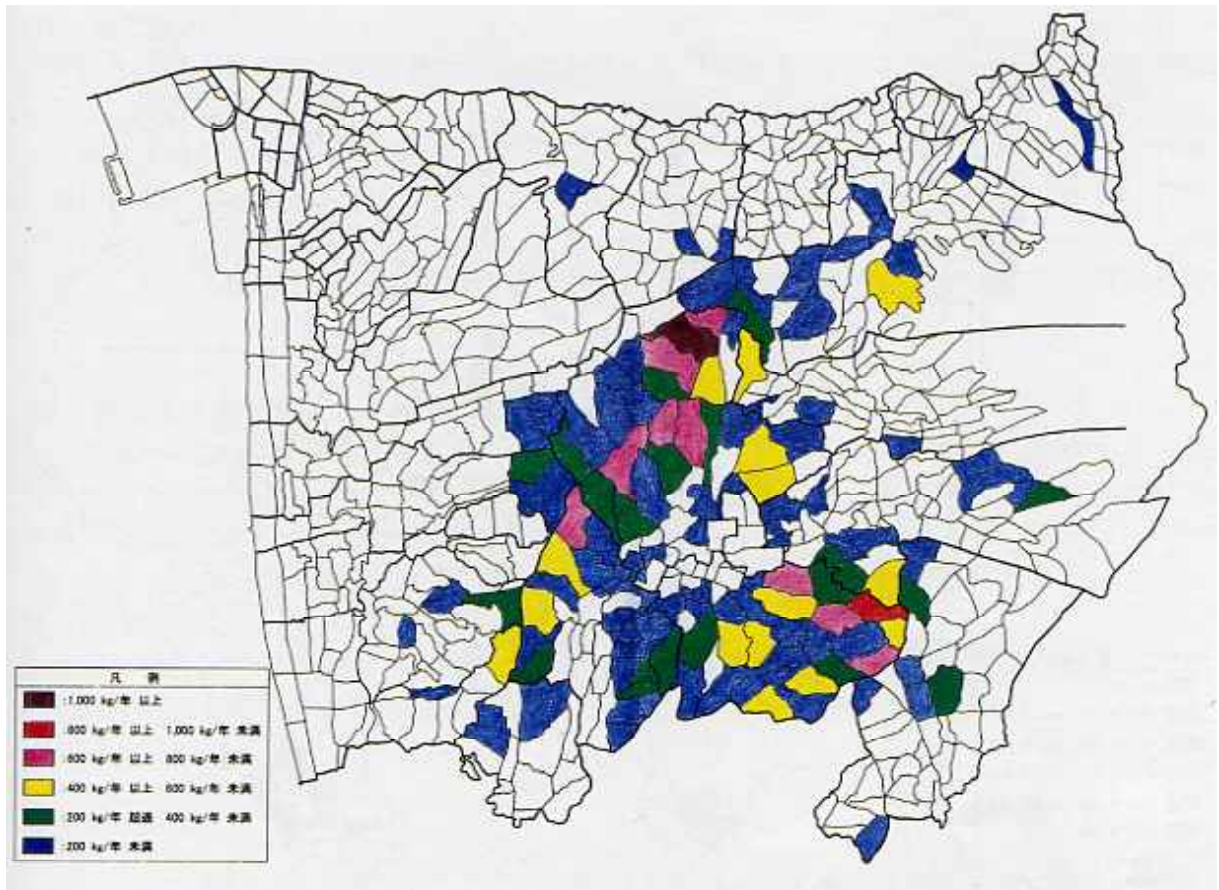 凡 例
:1,000 kg/年 以上
:800 kg/年 以上 1,000 kg/年 未満
:600 kg/年 以上 800 kg/年 未満
:400 kg/年 以上 600 kg/年 未満
:200 kg/年 超過 400 kg/年 未満
:200 kg/年 未満